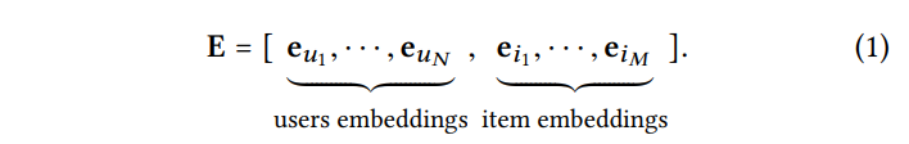 E = [ e_{u_1}, ⋯ , e_{u_N} , e_{i_1}, ⋯ , e_{i_M} ]. (1)
users embeddings item embeddings